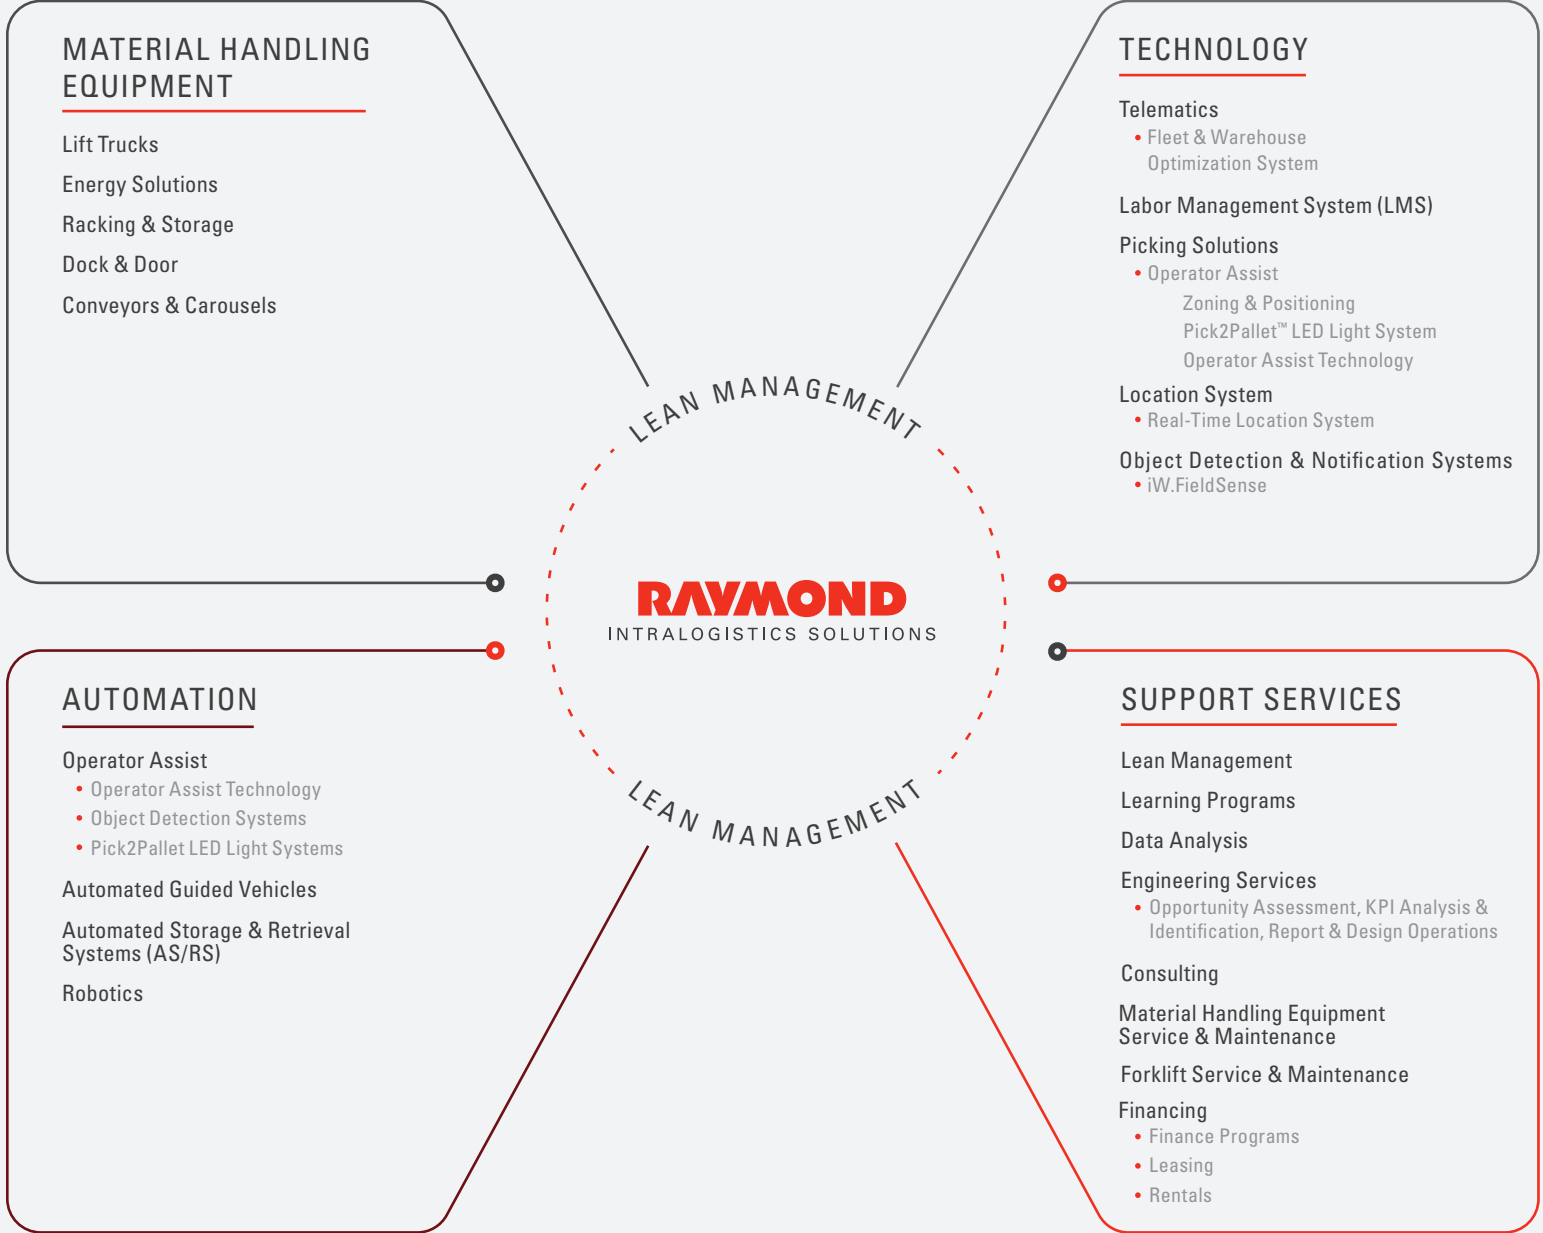 MATERIAL HANDLING
EQUIPMENT
Lift Trucks
Energy Solutions
Racking & Storage
Dock & Door
Conveyors & Carousels
TECHNOLOGY
Telematics
• Fleet & Warehouse
Optimization System
Labor Management System (LMS)
Picking Solutions
• Operator Assist
Zoning & Positioning
Pick2Pallet™ LED Light System
Operator Assist Technology
Location System
• Real-Time Location System
Object Detection & Notification Systems
• iW.FieldSense
LEAN MANAGEMENT
RAYMOND
INTRALOGISTICS SOLUTIONS
LEAN MANAGEMENT
AUTOMATION
Operator Assist
• Operator Assist Technology
• Object Detection Systems
• Pick2Pallet LED Light Systems
Automated Guided Vehicles
Automated Storage & Retrieval
Systems (AS/RS)
Robotics
SUPPORT SERVICES
Lean Management
Learning Programs
Data Analysis
Engineering Services
• Opportunity Assessment, KPI Analysis &
Identification, Report & Design Operations
Consulting
Material Handling Equipment
Service & Maintenance
Forklift Service & Maintenance
Financing
• Finance Programs
• Leasing
• Rentals